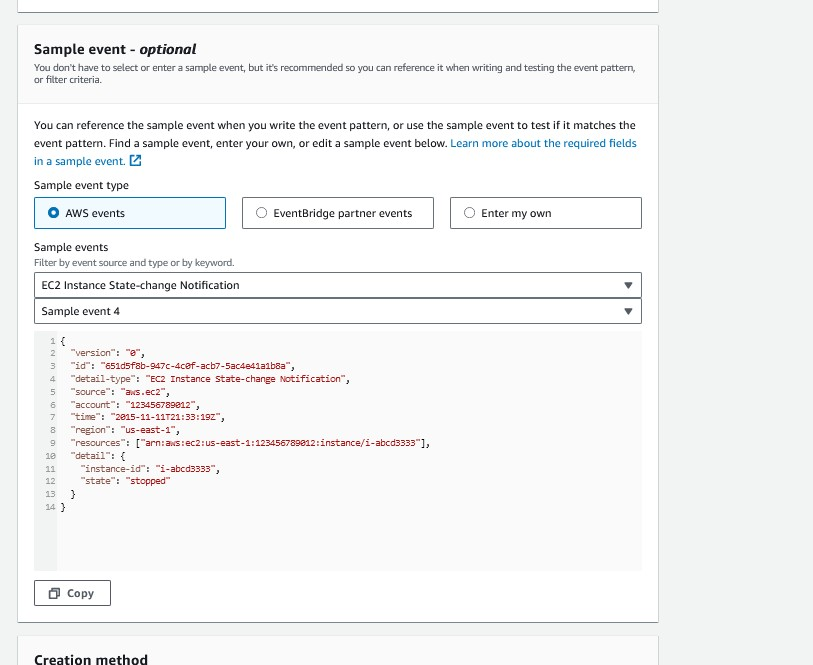 Sample event - optional
You don't have to select or enter a sample event, but it's recommended so you can reference it when writing and testing the event pattern,
or filter criteria.
You can reference the sample event when you write the event pattern, or use the sample event to test if it matches the
event pattern. Find a sample event, enter your own, or edit a sample event below. Learn more about the required fields
in a sample event.
Sample event type
AWS events
EventBridge partner events
Enter my own
Sample events
Filter by event source and type or by keyword.
EC2 Instance State-change Notification
Sample event 4
1 {
2 "version": "0",
3 "id": "651d5f8b-947c-4c0f-acb7-5ac4e41a1b8a",
4 "detail-type": "EC2 Instance State-change Notification",
5 "source": "aws.ec2",
6 "account": "123456789012",
7 "time": "2015-11-11T21:33:19Z",
8 "region": "us-east-1",
9 "resources": ["arn:aws:ec2:us-east-1:123456789012:instance/i-abcd3333"],
10 "detail": {
11 "instance-id": "i-abcd3333",
12 "state": "stopped"
13 }
14 }
Copy
Creation method